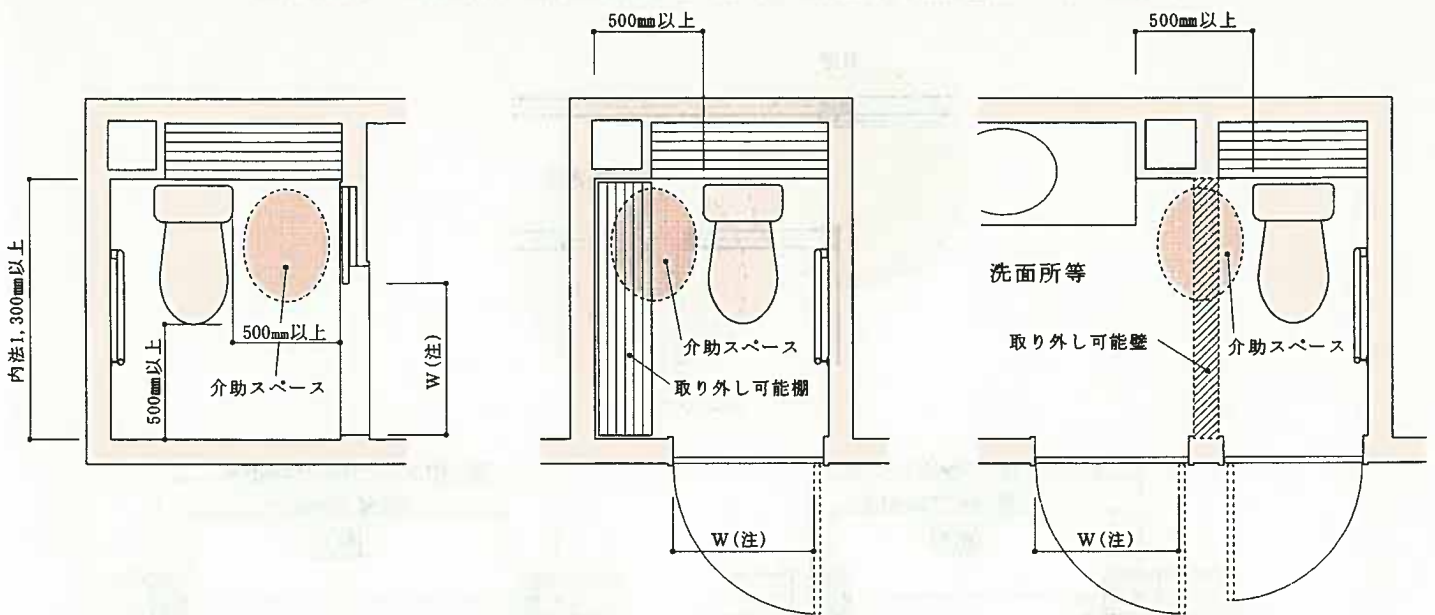 500mm以上
500mm以上
内法1,300mm以上
500mm以上
500mm以上
介助スペース
W(注)
介助スペース
取り外し可能棚
W(注)
洗面所等
取り外し可能壁
介助スペース
W(注)